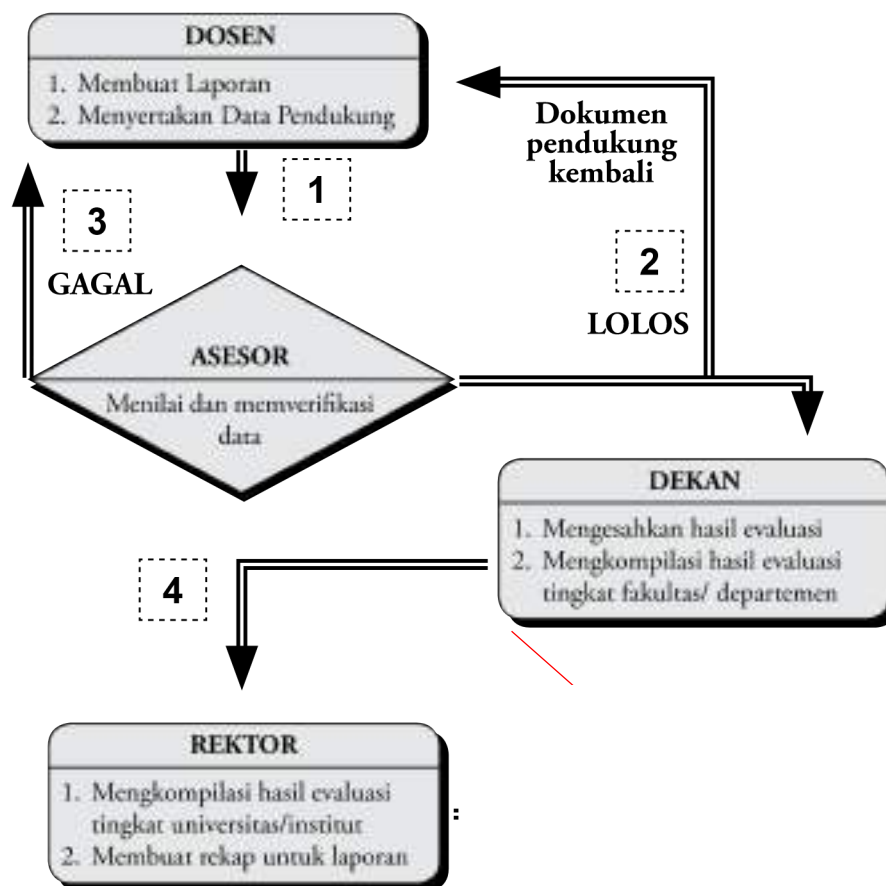 DOSEN
1. Membuat Laporan
2. Menyertakan Data Pendukung
Dokumen
pendukung
kembali
1
3
2
GAGAL
LOLOS
ASESOR
Menilai dan memverifikasi
data
DEKAN
1. Mengesahkan hasil evaluasi
2. Mengkompilasi hasil evaluasi
tingkat fakultas/ departemen
4
REKTOR
1. Mengkompilasi hasil evaluasi
tingkat universitas/institut
2. Membuat rekap untuk laporan
: